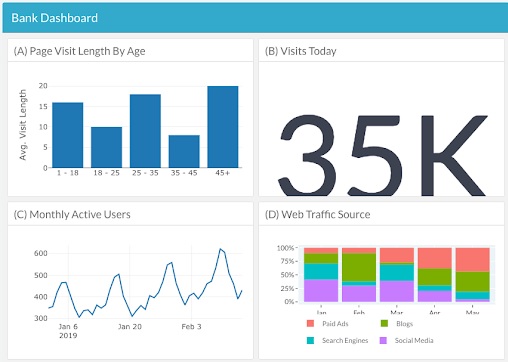 Bank Dashboard
(A) Page Visit Length By Age
Avg. Visit Length
20
15
10
5
0
1 - 18
18 - 25
25 - 35
35 - 45
45+
(B) Visits Today
35K
(C) Monthly Active Users
600
500
400
300
Jan 6
2019
Jan 20
Feb 3
(D) Web Traffic Source
100%
75%
50%
25%
0%
Jan
Feb
Mar
Apr
May
Paid Ads
Blogs
Search Engines
Social Media